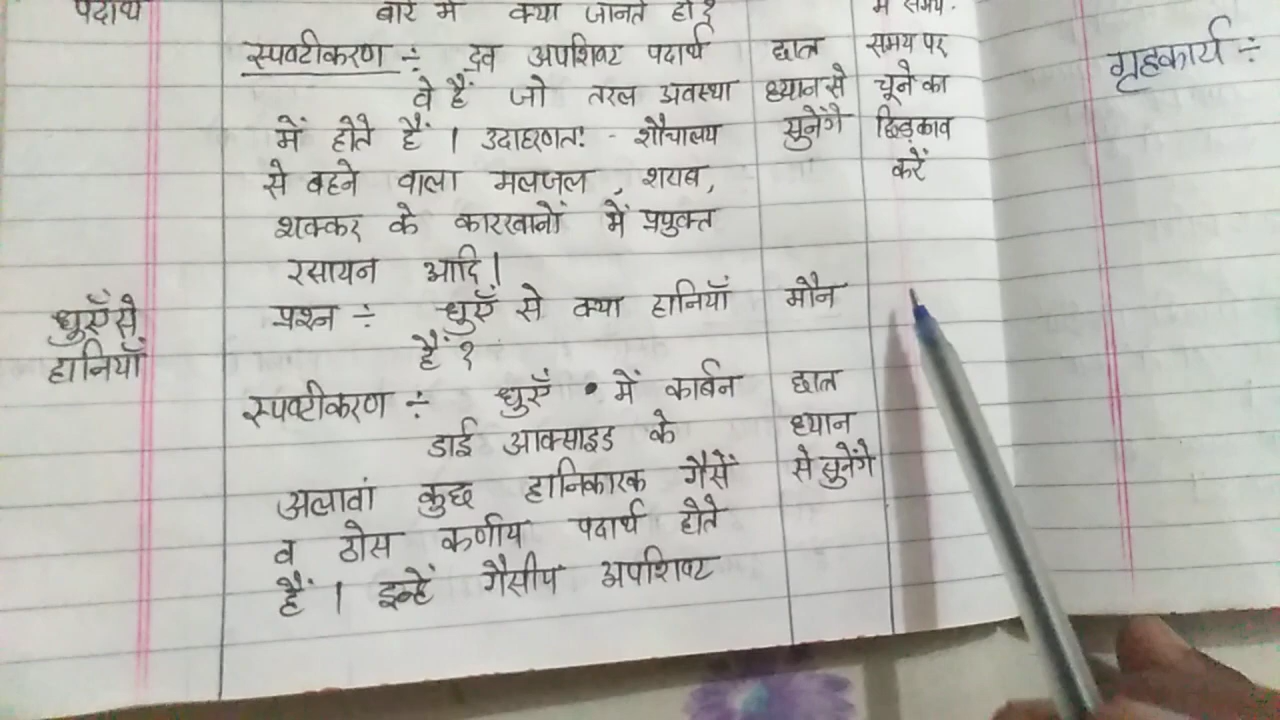 पदार्थ बारे में क्या जानते हो ? में समय.
स्पष्टीकरण ÷ द्रव अपशिष्ट पदार्थ छात्र समय पर गृहकार्य ÷
वे हैं जो तरल अवस्था ध्यान से चूने का
में होते हैं । उदाहरणतः - शौचालय सुनेंगे छिड़काव
से बहने वाला मलजल , शराब, करें
शक्कर के कारखानों में प्रयुक्त
रसायन आदि ।
धुएँ से प्रश्न ÷ धुएँ से क्या हानियाँ मौन
हानियाँ हैं ?
स्पष्टीकरण ÷ धुएँ में कार्बन छात्र
डाई आक्साइड के ध्यान
अलावां कुछ हानिकारक गैसें से सुनेंगे
व ठोस कणीय पदार्थ होते
हैं । इन्हें गैसीय अपशिष्ट